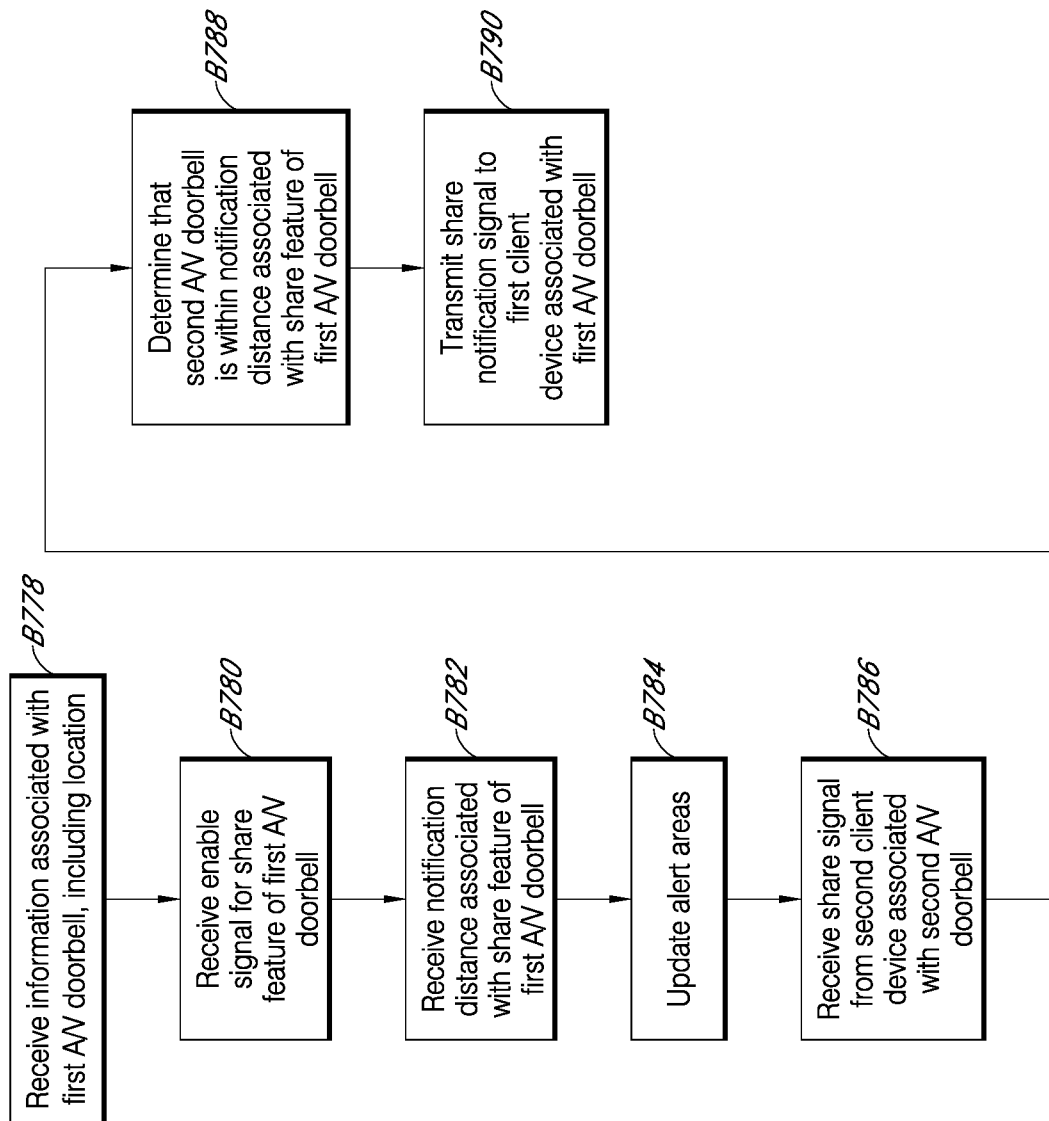 Receive information associated with
first A/V doorbell, including location
B778
Receive enable
signal for share
feature of first A/V
doorbell
B780
Receive notification
distance associated
with share feature of
first A/V doorbell
B782
Update alert areas
B784
Receive share signal
from second client
device associated
with second A/V
doorbell
B786
Determine that
second A/V doorbell
is within notification
distance associated
with share feature of
first A/V doorbell
B788
Transmit share
notification signal to
first client
device associated with
first A/V doorbell
B790